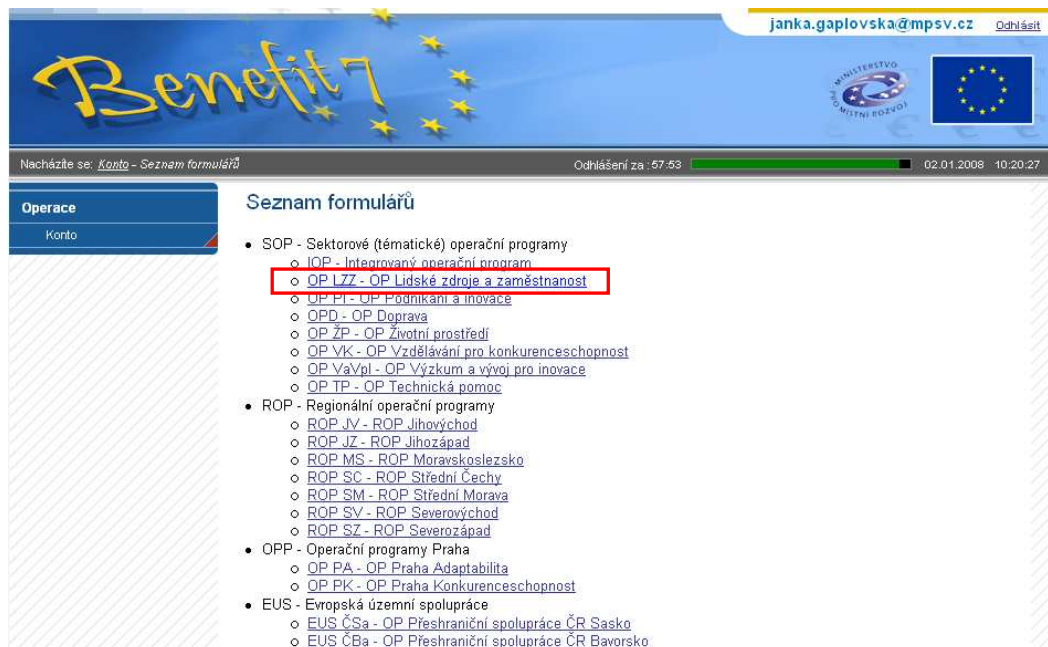 janka.gaplovska@mpsv.cz Odhlásit
Benefit 7
MINISTERSTVO
PRO MÍSTNÍ ROZVOJ
Nacházíte se: Konto - Seznam formulářů Odhlášení za : 57:53 02.01.2008 10:20:27
Operace
Konto
Seznam formulářů
SOP - Sektorové (tématické) operační programy
IOP - Integrovaný operační program
OP LZZ - OP Lidské zdroje a zaměstnanost
OP PI - OP Podnikání a inovace
OPD - OP Doprava
OP ŽP - OP Životní prostředí
OP VK - OP Vzdělávání pro konkurenceschopnost
OP VaVpI - OP Výzkum a vývoj pro inovace
OP TP - OP Technická pomoc
ROP - Regionální operační programy
ROP JV - ROP Jihovýchod
ROP JZ - ROP Jihozápad
ROP MS - ROP Moravskoslezsko
ROP SC - ROP Střední Čechy
ROP SM - ROP Střední Morava
ROP SV - ROP Severovýchod
ROP SZ - ROP Severozápad
OPP - Operační programy Praha
OP PA - OP Praha Adaptabilita
OP PK - OP Praha Konkurenceschopnost
EUS - Evropská územní spolupráce
EUS ČSa - OP Přeshraniční spolupráce ČR Sasko
EUS ČBa - OP Přeshraniční spolupráce ČR Bavorsko